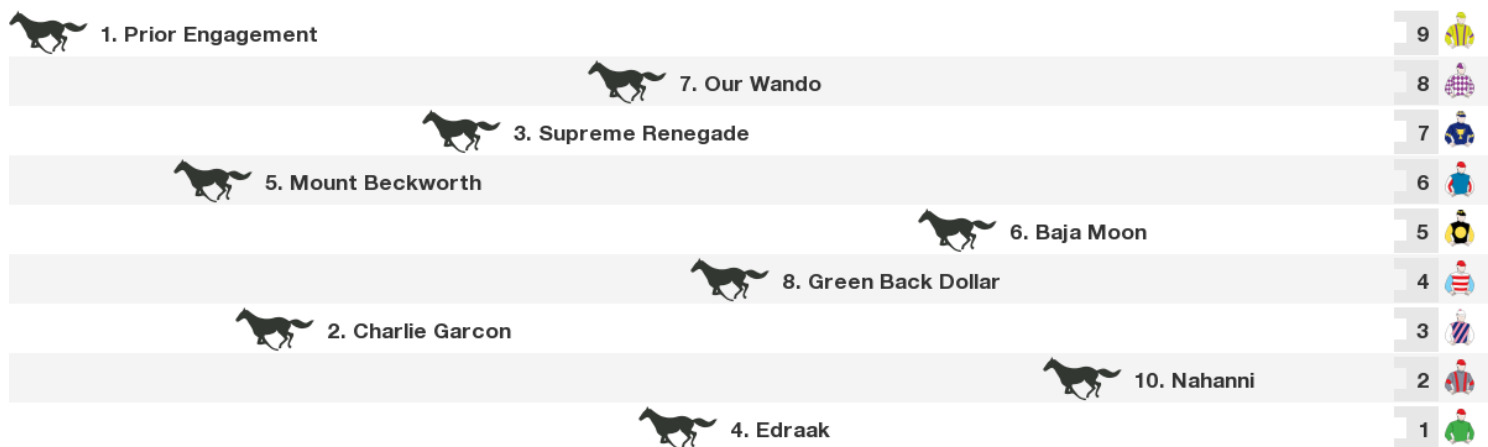 1. Prior Engagement 9
7. Our Wando 8
3. Supreme Renegade 7
5. Mount Beckworth 6
6. Baja Moon 5
8. Green Back Dollar 4
2. Charlie Garcon 3
10. Nahanni 2
4. Edraak 1